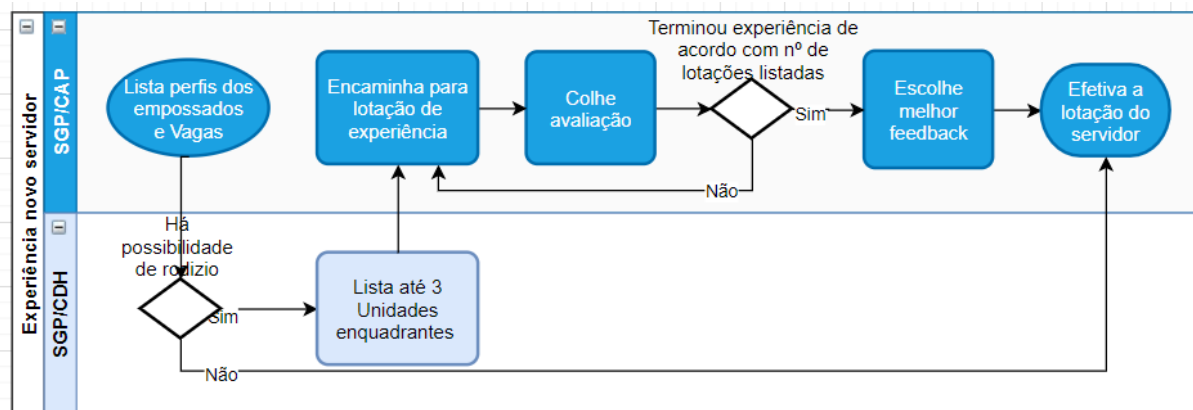 Experiência novo servidor
SGP/CAP
Lista perfis dos
empossados
e Vagas
Encaminha para
lotação de
experiência
Colhe
avaliação
Terminou experiência de
acordo com nº de
lotações listadas
Sim
Não
Escolhe
melhor
feedback
Efetiva a
lotação do
servidor
SGP/CDH
Há
possibilidade
de rodizio
Sim
Não
Lista até 3
Unidades
enquadrantes